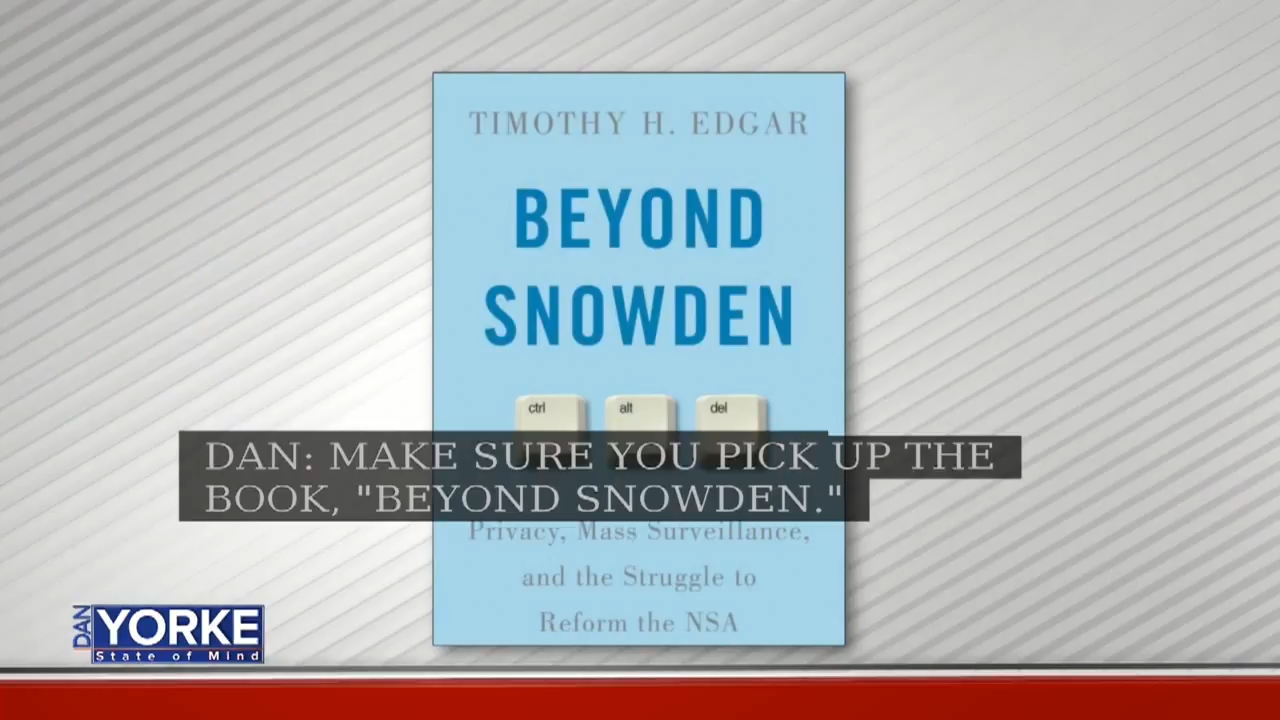 TIMOTHY H. EDGAR
BEYOND
SNOWDEN
ctrl alt del
DAN: MAKE SURE YOU PICK UP THE
BOOK, "BEYOND SNOWDEN."
Privacy, Mass Surveillance,
and the Struggle to
Reform the NSA
DAN
YORKE
State of Mind